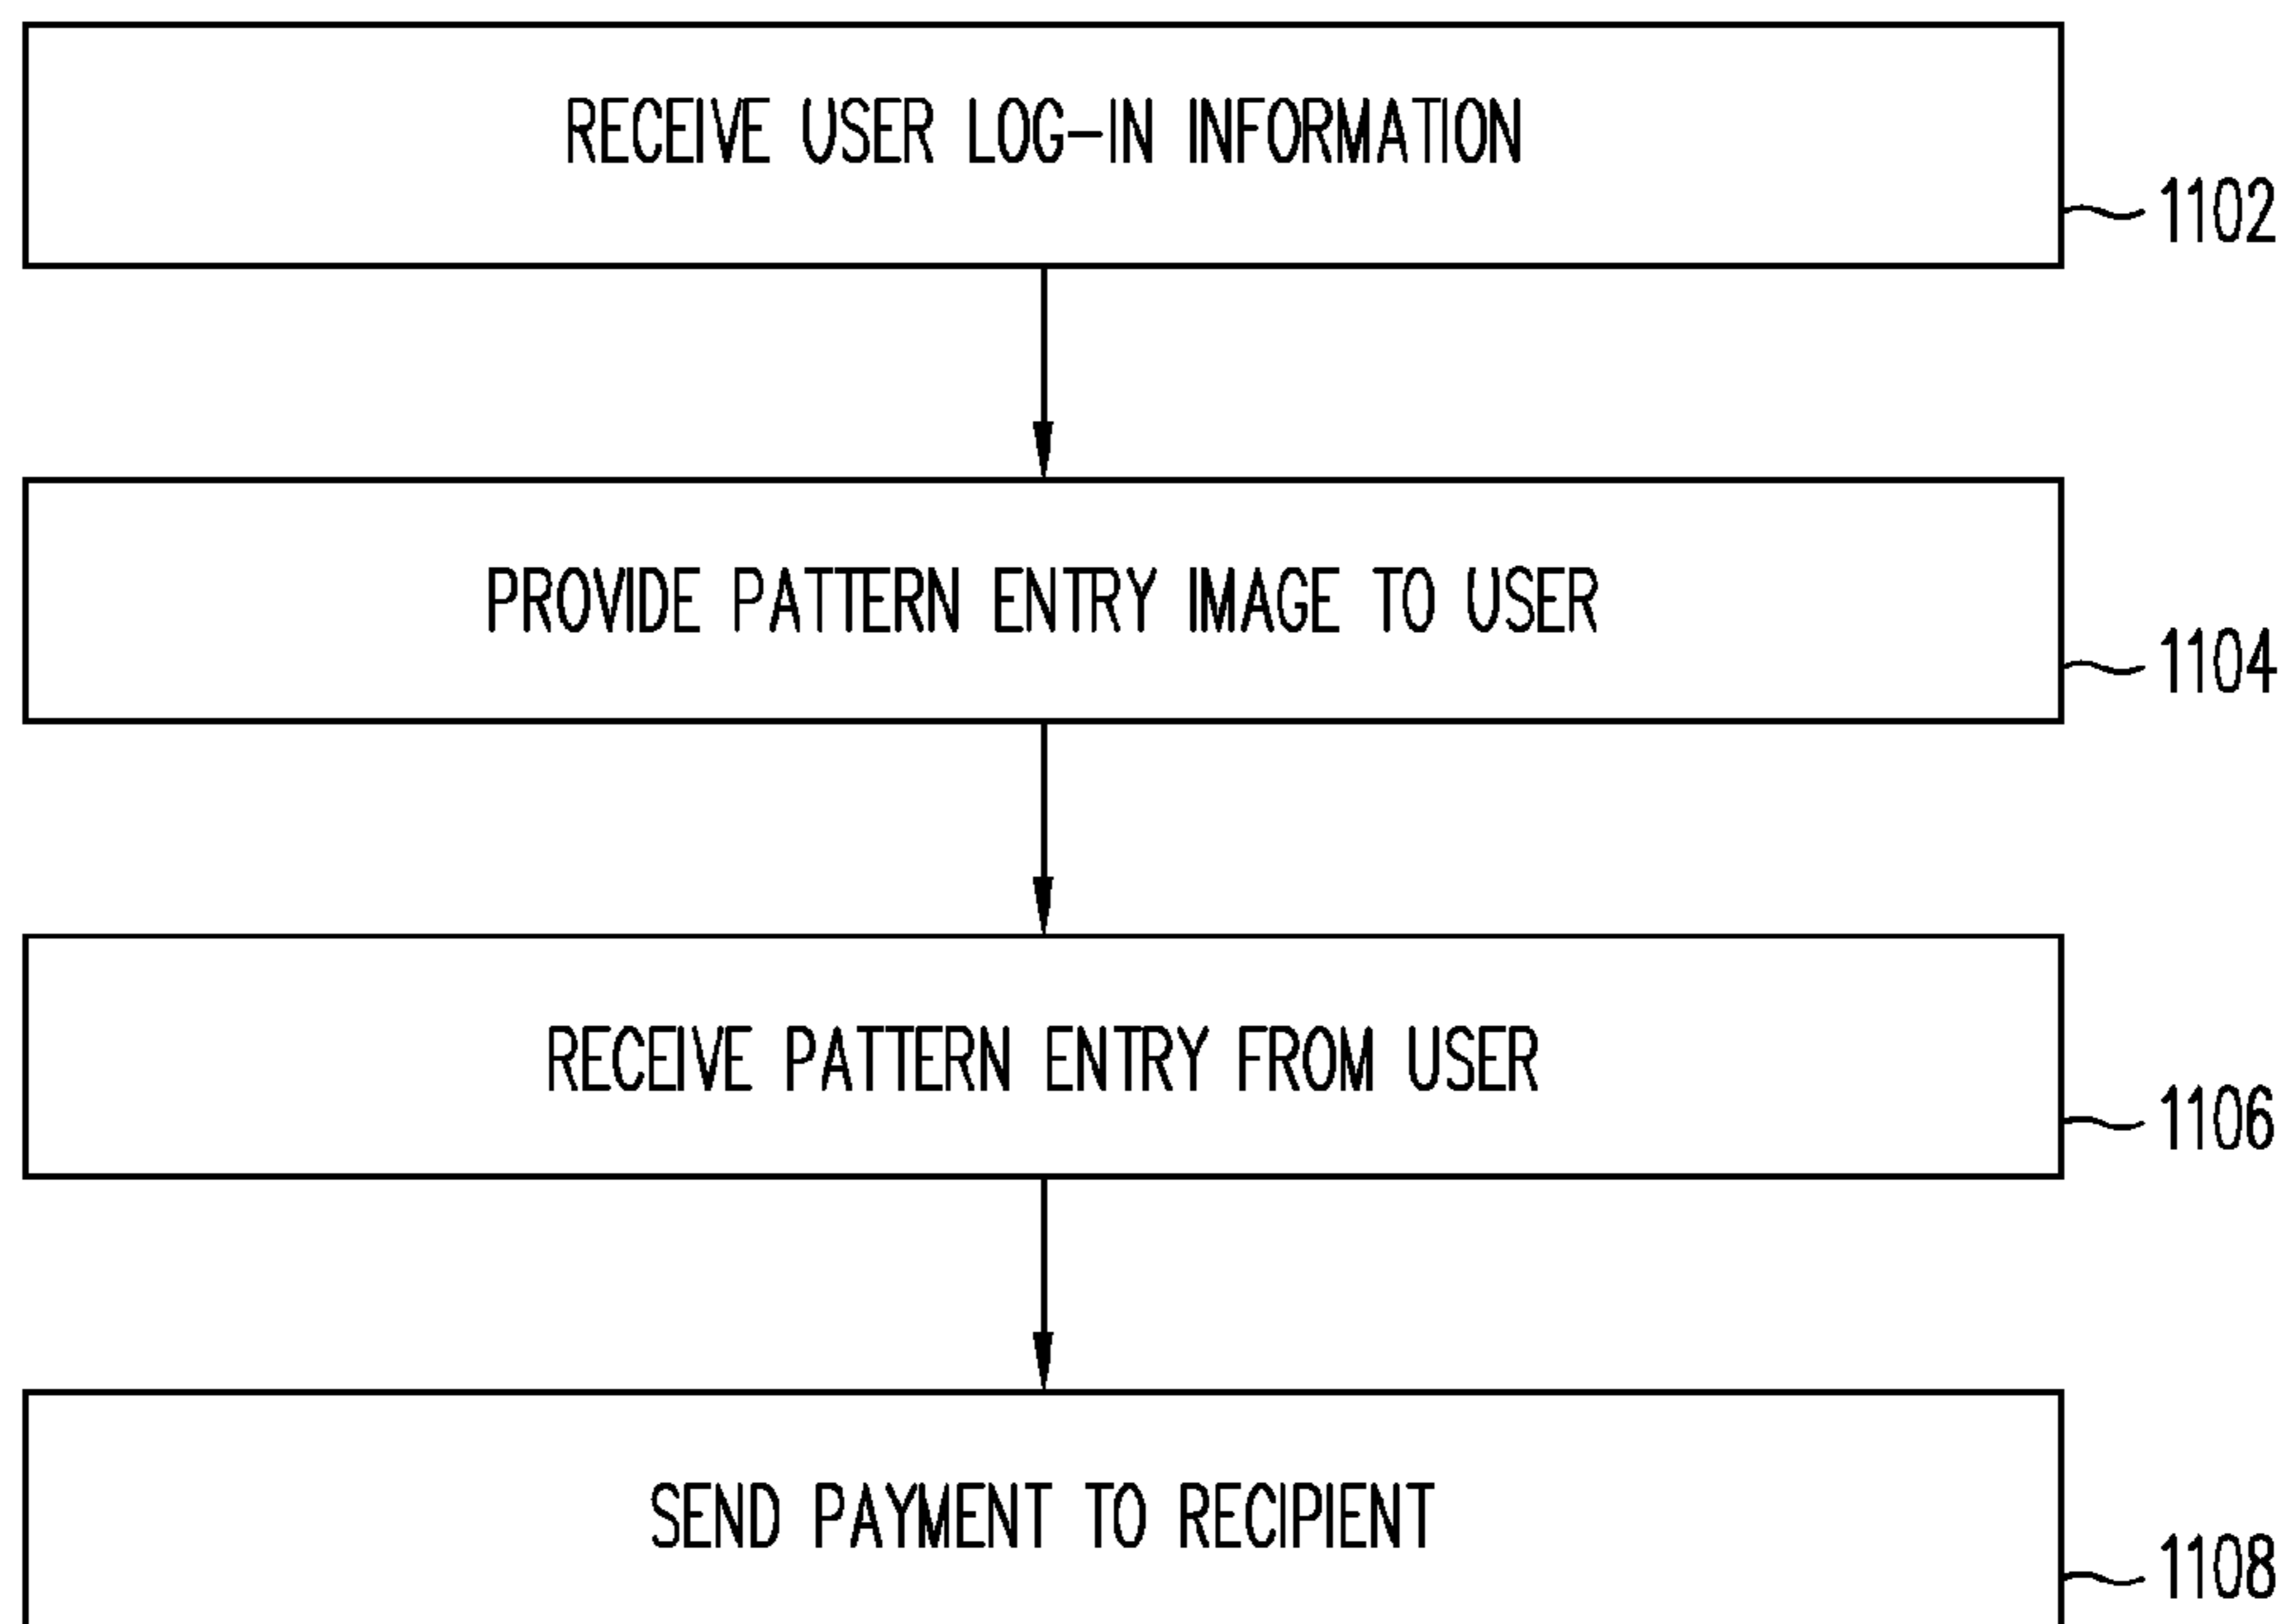 RECEIVE USER LOG-IN INFORMATION
1102
PROVIDE PATTERN ENTRY IMAGE TO USER
1104
RECEIVE PATTERN ENTRY FROM USER
1106
SEND PAYMENT TO RECIPIENT
1108